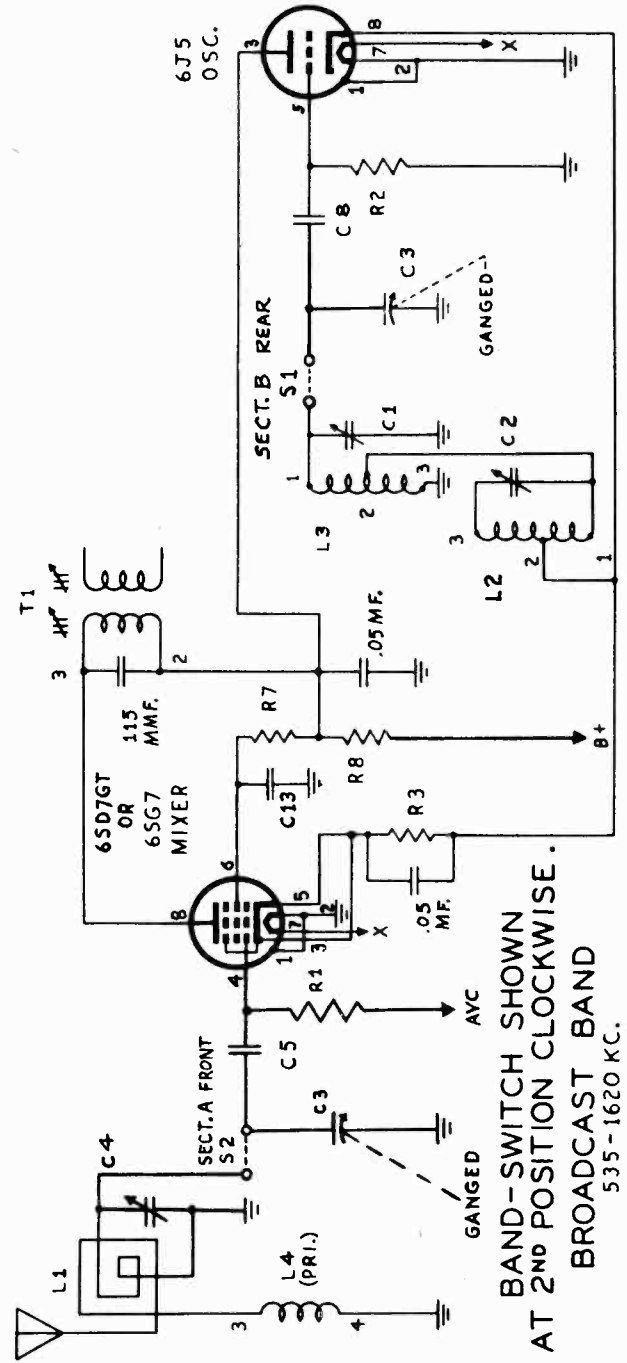 L1
C4
SECT. A FRONT
S2
C5
L4
(PRI.)
3
4
GANGED
C3
R1
AVC
4
8
6
5
1
7
2
3
X
6SD7GT
OR
6SG7
MIXER
T1
3
2
115
MMF.
C13
R7
R8
B+
.05 MF.
.05
MF.
R3
SECT. B REAR
S1
L3
1
2
3
C1
L2
3
2
1
C2
C3
GANGED
C8
R2
6J5
OSC.
3
5
8
7
2
1
X
BAND-SWITCH SHOWN
AT 2ND POSITION CLOCKWISE.
BROADCAST BAND
535-1620 KC.